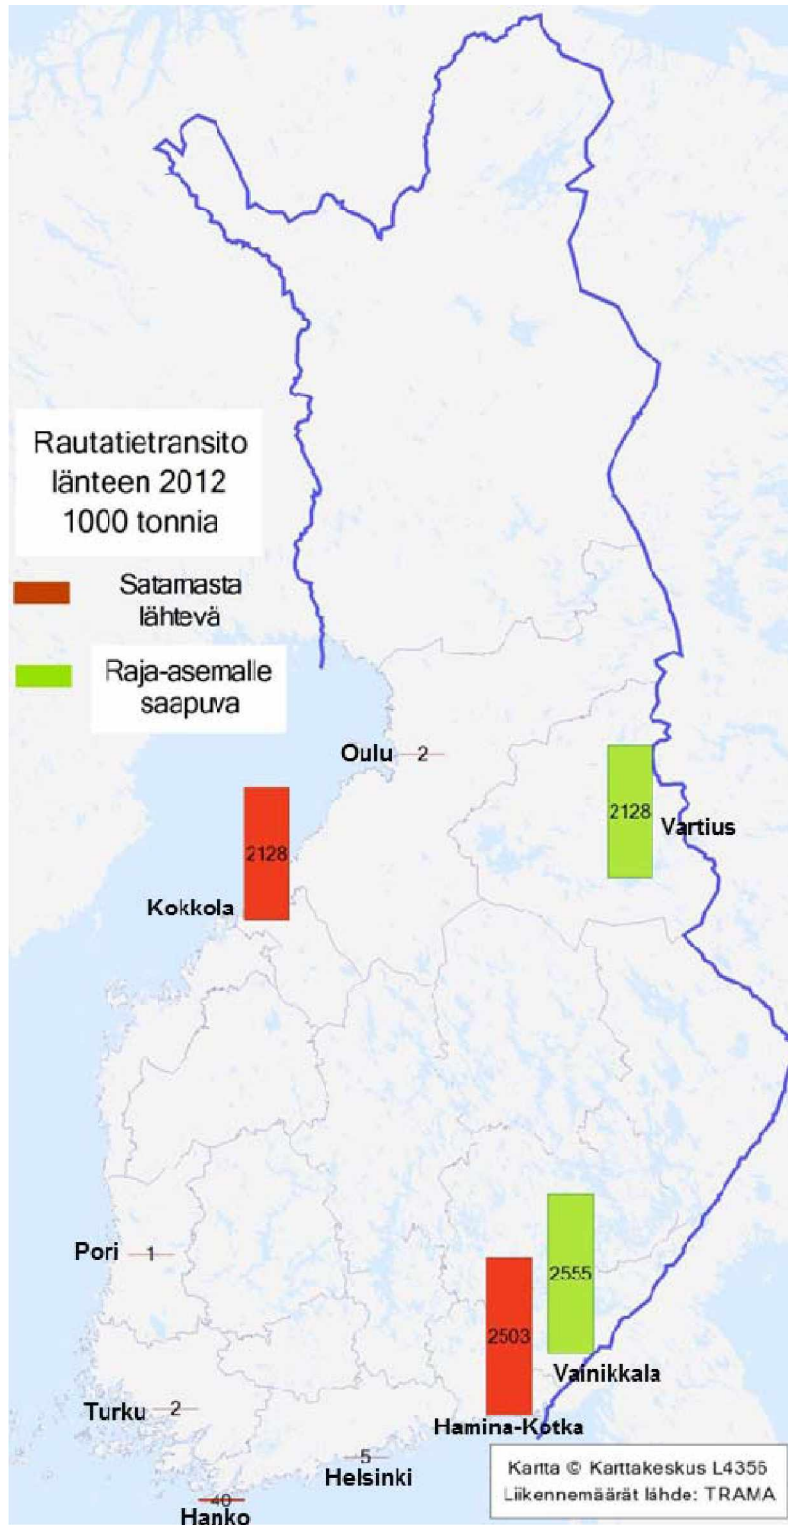 Rautatietransito
länteen 2012
1000 tonnia
Satamasta
lähtevä
Raja-asemalle
saapuva
Oulu
2
2128
Vartius
2128
Kokkola
Pori
1
2555
2503
Vainikkala
Turku
2
Hamina-Kotka
5
Helsinki
40
Hanko
Kartta © Karttakeskus L4356
Liikennemäärät lähde: TRAMA